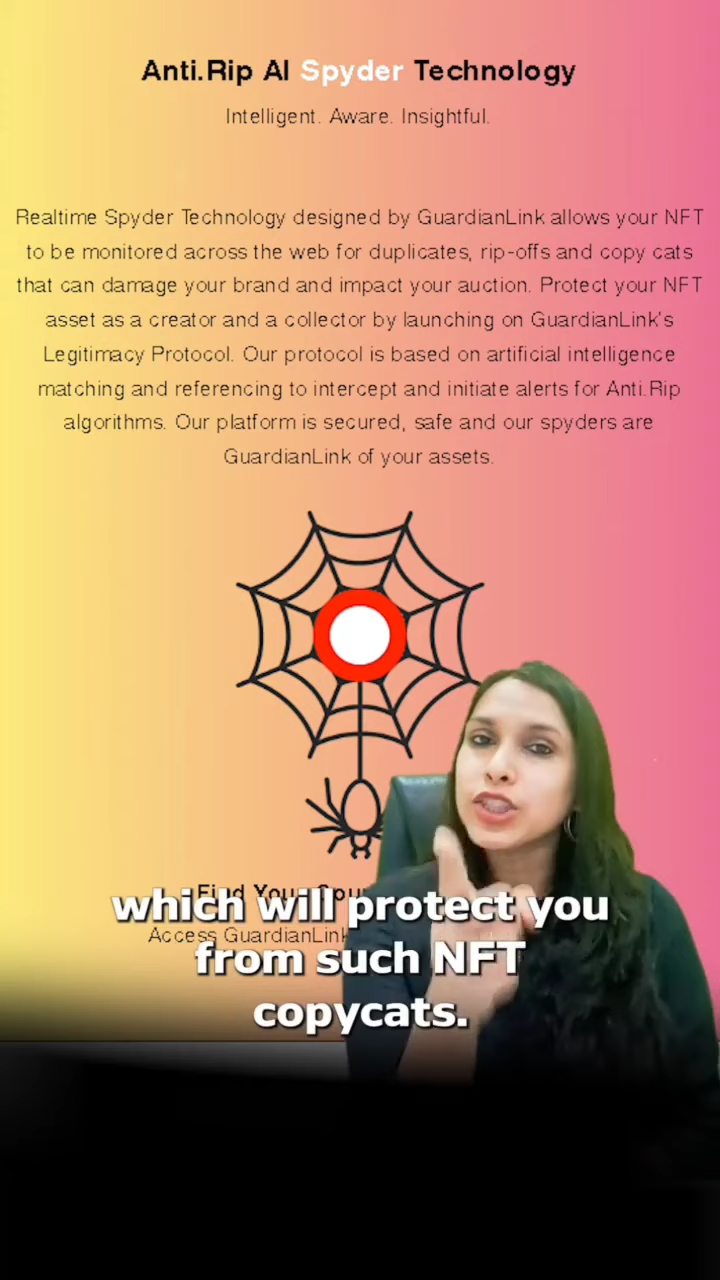 Anti.Rip AI Spyder Technology
Intelligent. Aware. Insightful.
Realtime Spyder Technology designed by GuardianLink allows your NFT
to be monitored across the web for duplicates, rip-offs and copy cats
that can damage your brand and impact your auction. Protect your NFT
asset as a creator and a collector by launching on GuardianLink's
Legitimacy Protocol. Our protocol is based on artificial intelligence
matching and referencing to intercept and initiate alerts for Anti.Rip
algorithms. Our platform is secured, safe and our spyders are
GuardianLink of your assets.
Find Your
Access GuardianLink
which will protect you
from such NFT
copycats.